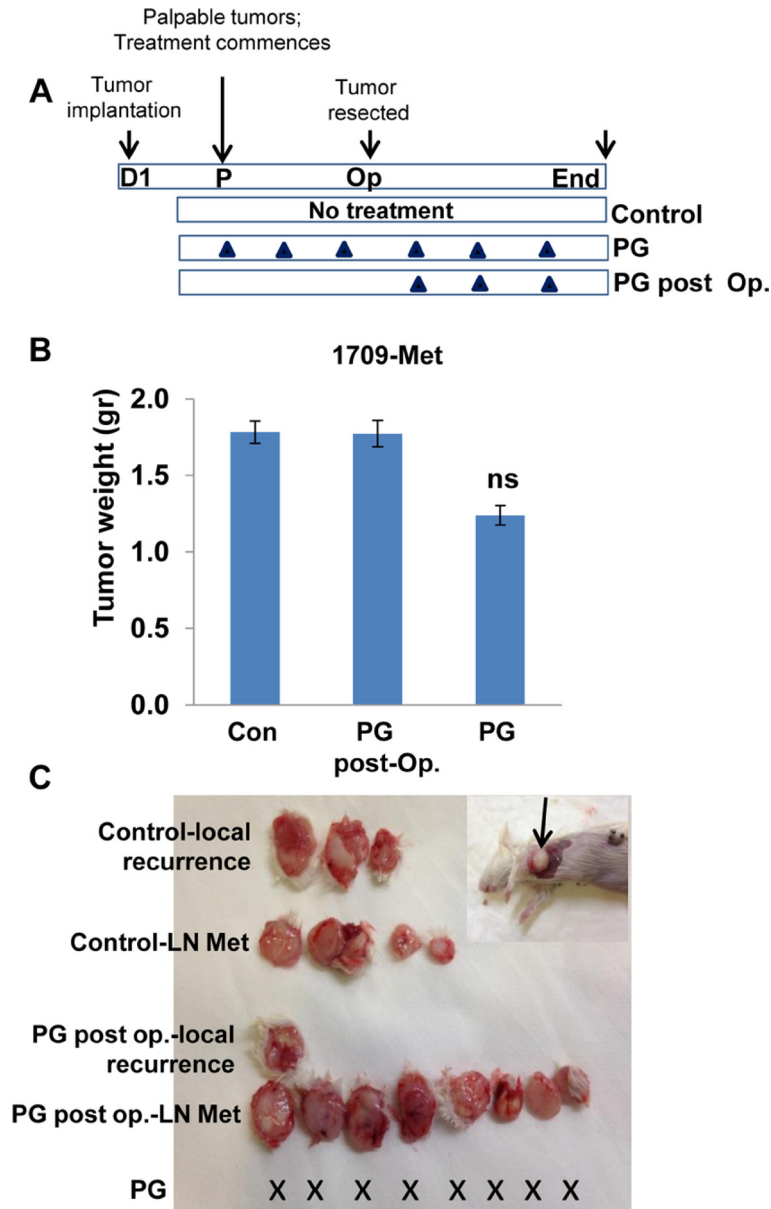 Palpable tumors;
Treatment commences
A
Tumor
implantation
Tumor
resected
D1 P Op End
No treatment Control
PG
PG post Op.
B
1709-Met
Tumor weight (gr)
2.0
1.5
1.0
0.5
0.0
ns
Con PG PG
post-Op.
C
Control-local
recurrence
Control-LN Met
PG post op.-local
recurrence
PG post op.-LN Met
PG X X X X X X X X